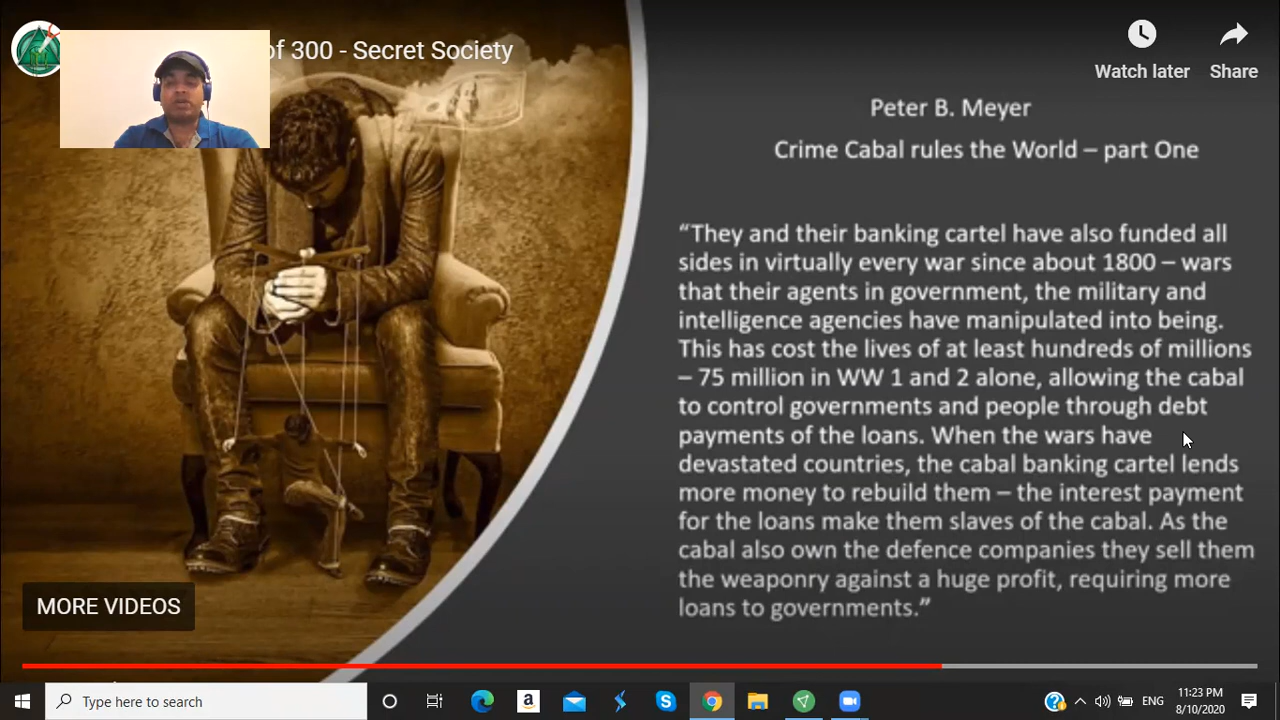 of 300 - Secret Society
Watch later
Share
Peter B. Meyer
Crime Cabal rules the World – part One
“They and their banking cartel have also funded all
sides in virtually every war since about 1800 – wars
that their agents in government, the military and
intelligence agencies have manipulated into being.
This has cost the lives of at least hundreds of millions
– 75 million in WW 1 and 2 alone, allowing the cabal
to control governments and people through debt
payments of the loans. When the wars have
devastated countries, the cabal banking cartel lends
more money to rebuild them – the interest payment
for the loans make them slaves of the cabal. As the
cabal also own the defence companies they sell them
the weaponry against a huge profit, requiring more
loans to governments.”
MORE VIDEOS
Type here to search
ENG
11:23 PM
8/10/2020